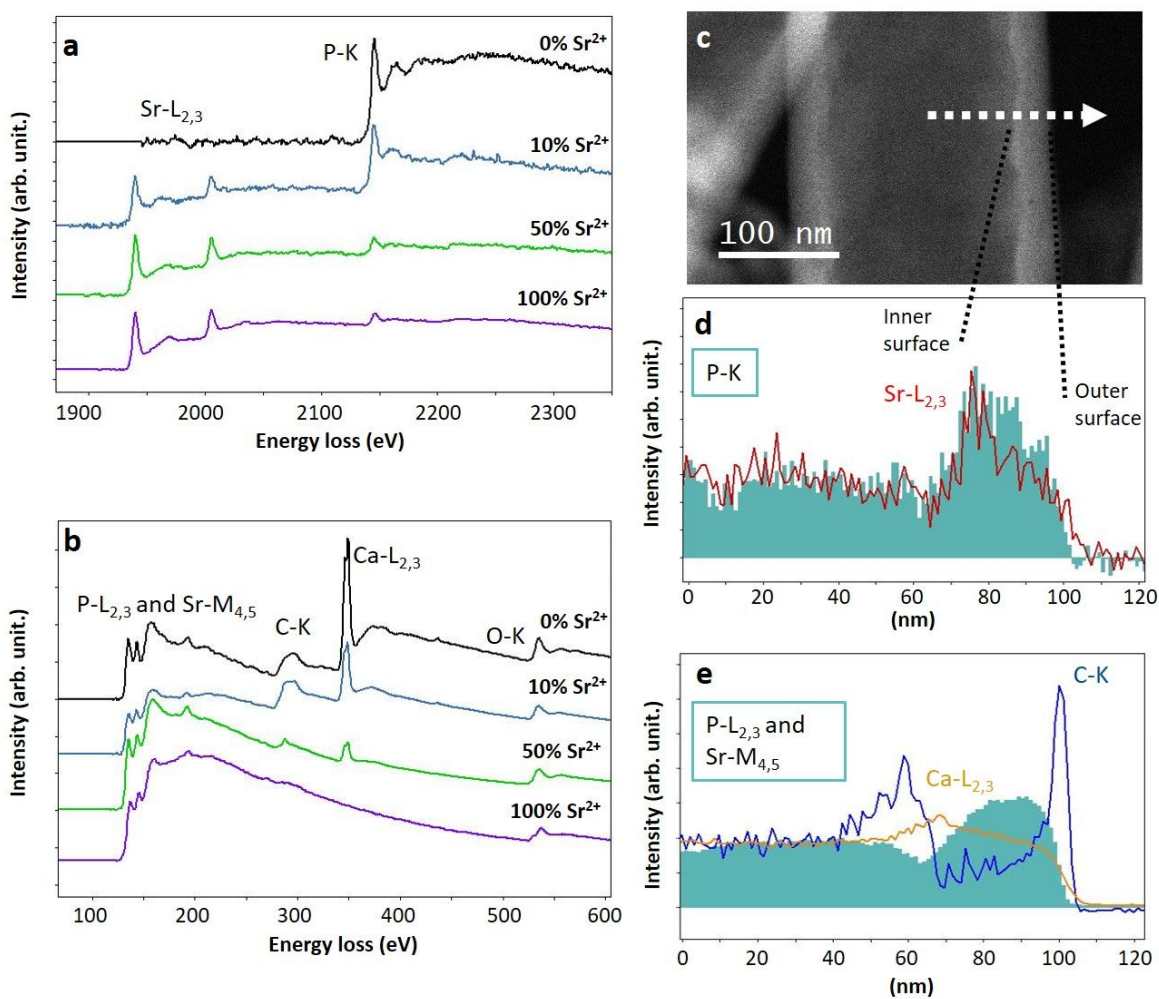 a
P-K
0% Sr²⁺
Sr-L₂,₃
10% Sr²⁺
50% Sr²⁺
100% Sr²⁺
Intensity (arb. unit.)
1900 2000 2100 2200 2300
Energy loss (eV)
b
Ca-L₂,₃
P-L₂,₃ and Sr-M₄,₅
C-K
O-K
0% Sr²⁺
10% Sr²⁺
50% Sr²⁺
100% Sr²⁺
Intensity (arb. unit.)
100 200 300 400 500 600
Energy loss (eV)
c
100 nm
d
Inner
surface
P-K
Sr-L₂,₃
Outer
surface
Intensity (arb. unit.)
0 20 40 60 80 100 120
(nm)
e
C-K
P-L₂,₃ and
Sr-M₄,₅
Ca-L₂,₃
Intensity (arb. unit.)
0 20 40 60 80 100 120
(nm)